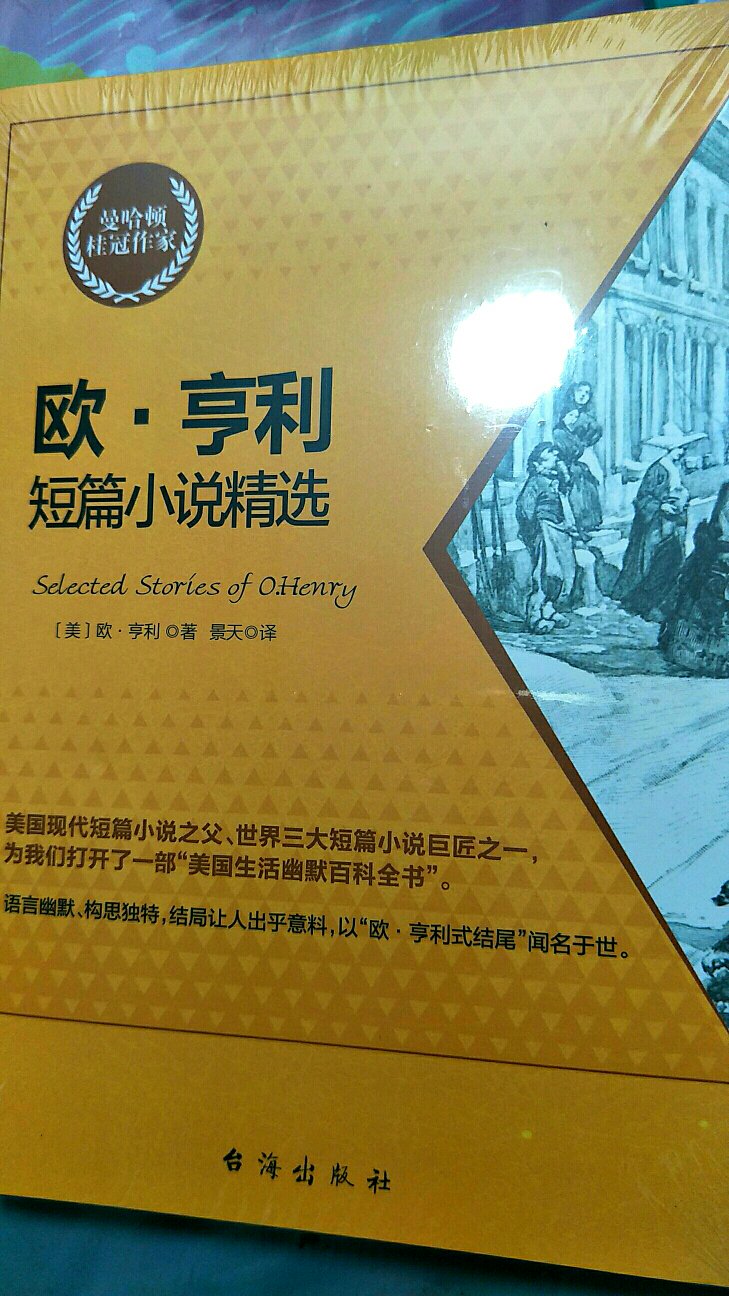 曼哈顿
桂冠作家
欧·亨利
短篇小说精选
Selected Stories of O.Henry
[美]欧·亨利◎著 景天◎译
美国现代短篇小说之父、世界三大短篇小说巨匠之一，
为我们打开了一部“美国生活幽默百科全书”。
语言幽默、构思独特，结局让人出乎意料，以“欧·亨利式结尾”闻名于世。
台海出版社